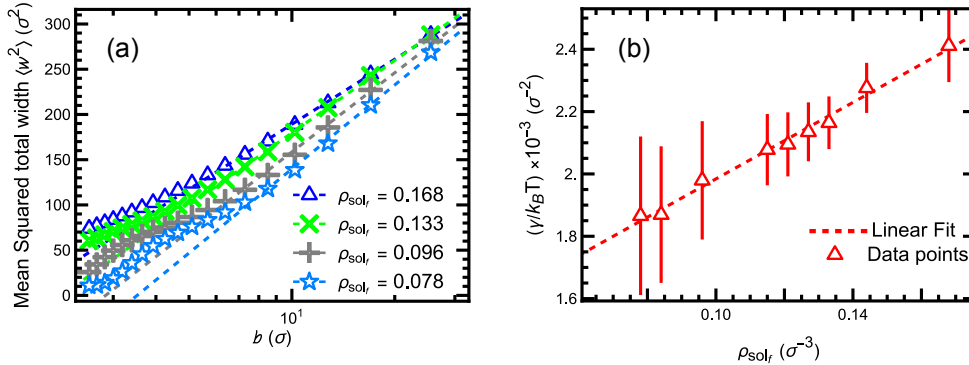 (a)
Mean Squared total width ⟨w²⟩ (σ²)
300
250
200
150
100
50
0
ρsol_f = 0.168
ρsol_f = 0.133
ρsol_f = 0.096
ρsol_f = 0.078
10¹
b (σ)
(b)
(γ/k_BT) ×10⁻³ (σ⁻²)
2.4
2.2
2.0
1.8
1.6
Linear Fit
Data points
0.10
0.14
ρsol_f (σ⁻³)